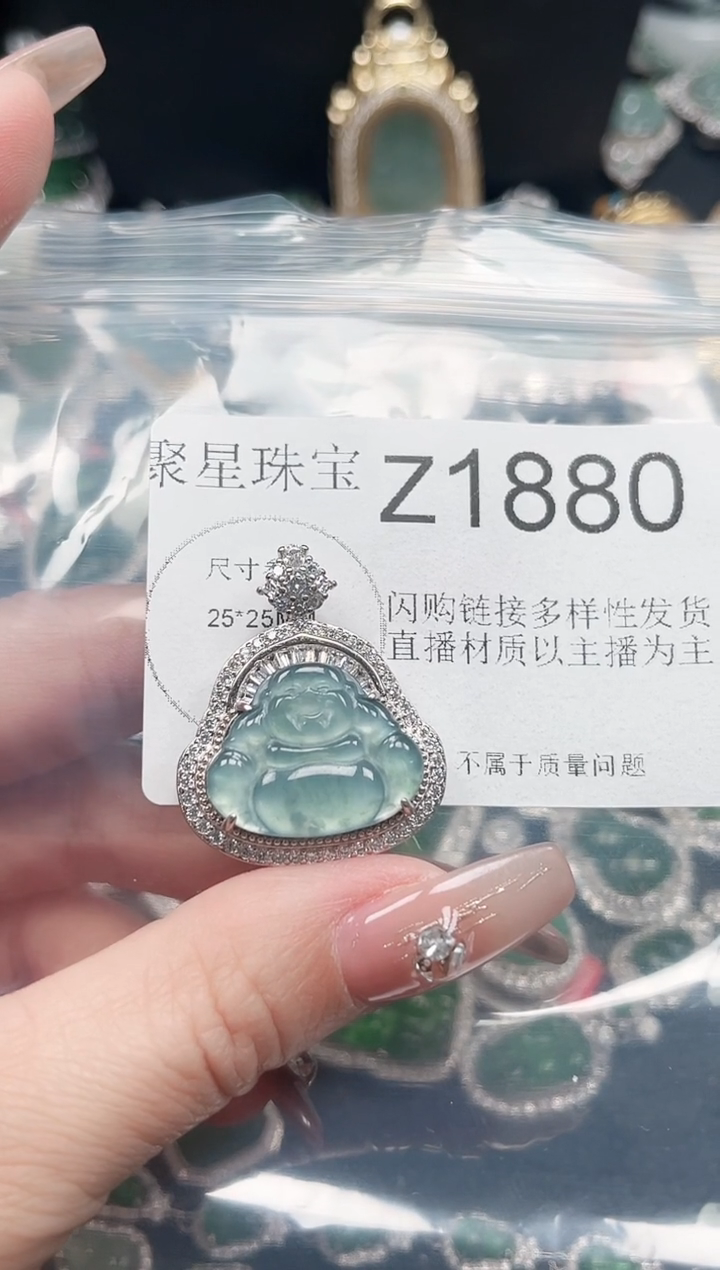 聚星珠宝 Z1880
尺寸
25*25
闪购链接多样性发货
直播材质以主播为主
不属于质量问题